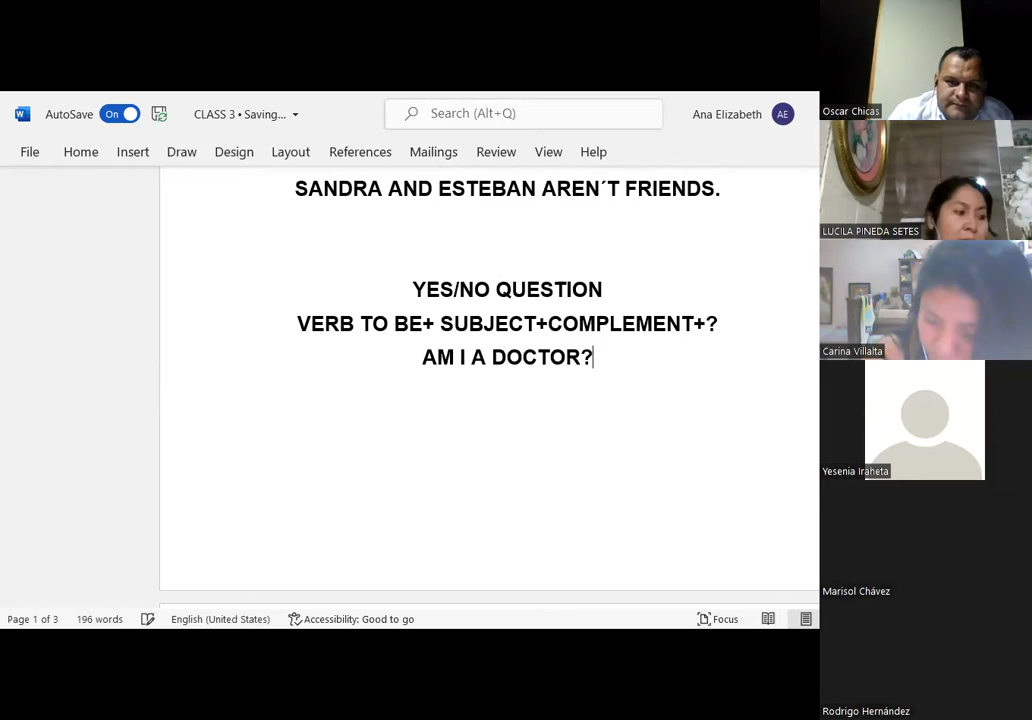 AutoSave On CLASS 3 • Saving... Search (Alt+Q) Ana Elizabeth AE
File Home Insert Draw Design Layout References Mailings Review View Help
SANDRA AND ESTEBAN AREN´T FRIENDS.
YES/NO QUESTION
VERB TO BE+ SUBJECT+COMPLEMENT+?
AM I A DOCTOR?
Page 1 of 3 196 words English (United States) Accessibility: Good to go Focus
Oscar Chicas
LUCILA PINEDA SETES
Carina Villalta
Yesenia Iraheta
Marisol Chávez
Rodrigo Hernández